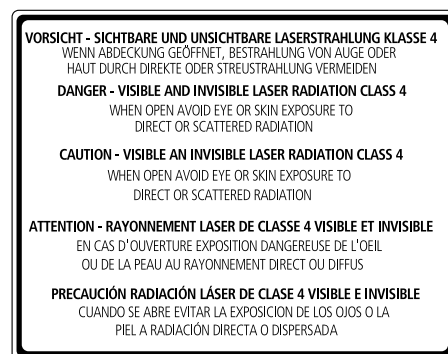 VORSICHT - SICHTBARE UND UNSICHTBARE LASERSTRAHLUNG KLASSE 4
WENN ABDECKUNG GEÖFFNET, BESTRAHLUNG VON AUGE ODER
HAUT DURCH DIREKTE ODER STREUSTRAHLUNG VERMEIDEN
DANGER - VISIBLE AND INVISIBLE LASER RADIATION CLASS 4
WHEN OPEN AVOID EYE OR SKIN EXPOSURE TO
DIRECT OR SCATTERED RADIATION
CAUTION - VISIBLE AN INVISIBLE LASER RADIATION CLASS 4
WHEN OPEN AVOID EYE OR SKIN EXPOSURE TO
DIRECT OR SCATTERED RADIATION
ATTENTION - RAYONNEMENT LASER DE CLASSE 4 VISIBLE ET INVISIBLE
EN CAS D'OUVERTURE EXPOSITION DANGEREUSE DE L'OEIL
OU DE LA PEAU AU RAYONNEMENT DIRECT OU DIFFUS
PRECAUCIÓN RADIACIÓN LÁSER DE CLASE 4 VISIBLE E INVISIBLE
CUANDO SE ABRE EVITAR LA EXPOSICION DE LOS OJOS O LA
PIEL A RADIACIÓN DIRECTA O DISPERSADA